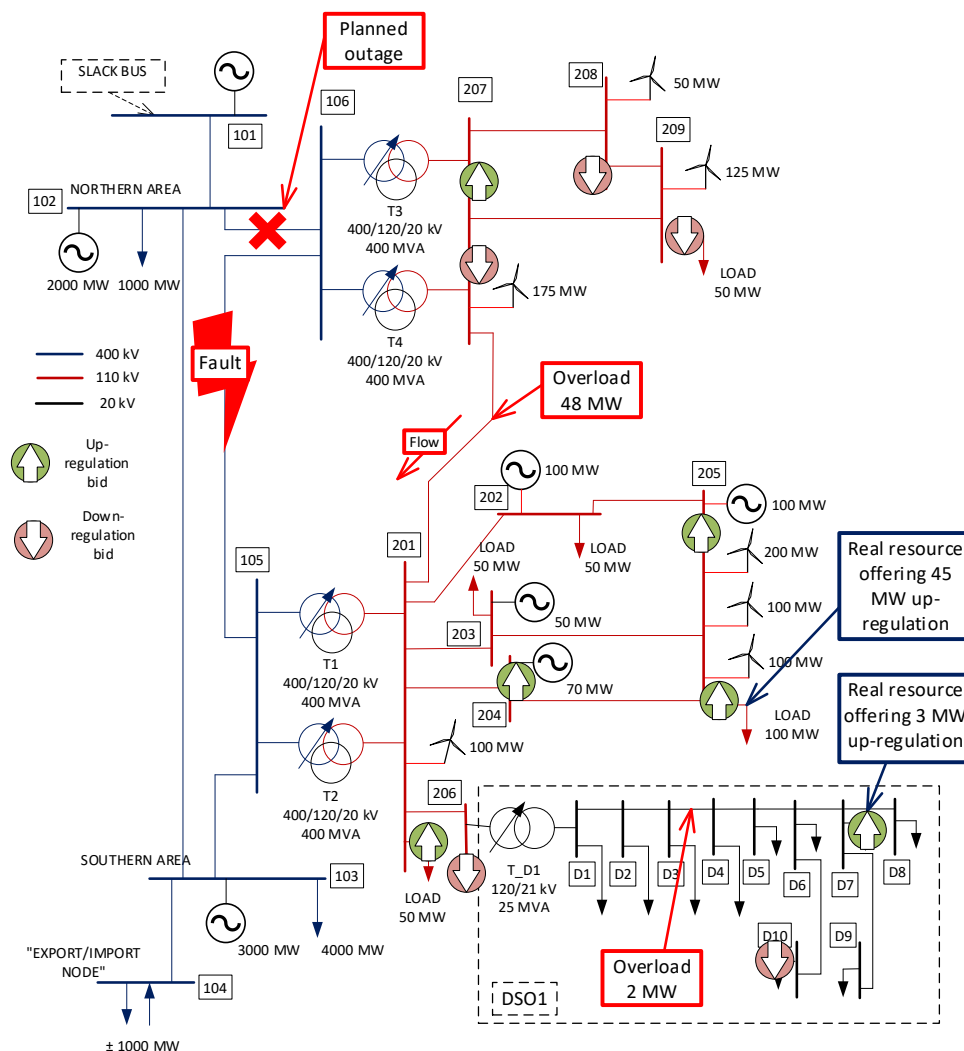 Planned
outage
SLACK BUS
101
106
207
208
50 MW
209
125 MW
102
NORTHERN AREA
2000 MW
1000 MW
T3
400/120/20 kV
400 MVA
LOAD
50 MW
175 MW
T4
400/120/20 kV
400 MVA
400 kV
110 kV
20 kV
Fault
Overload
48 MW
Flow
Up-
regulation
bid
Down-
regulation
bid
100 MW
202
205
100 MW
201
LOAD
50 MW
LOAD
50 MW
200 MW
Real resource
offering 45
MW up-
regulation
105
50 MW
203
100 MW
T1
400/120/20 kV
400 MVA
70 MW
204
100 MW
LOAD
100 MW
Real resource
offering 3 MW
up-regulation
100 MW
T2
400/120/20 kV
400 MVA
206
T_D1
120/21 kV
25 MVA
D1
D2
D3
D4
D5
D6
D7
D8
LOAD
50 MW
SOUTHERN AREA
103
3000 MW
4000 MW
D10
D9
"EXPORT/IMPORT
NODE"
104
Overload
2 MW
DSO1
± 1000 MW